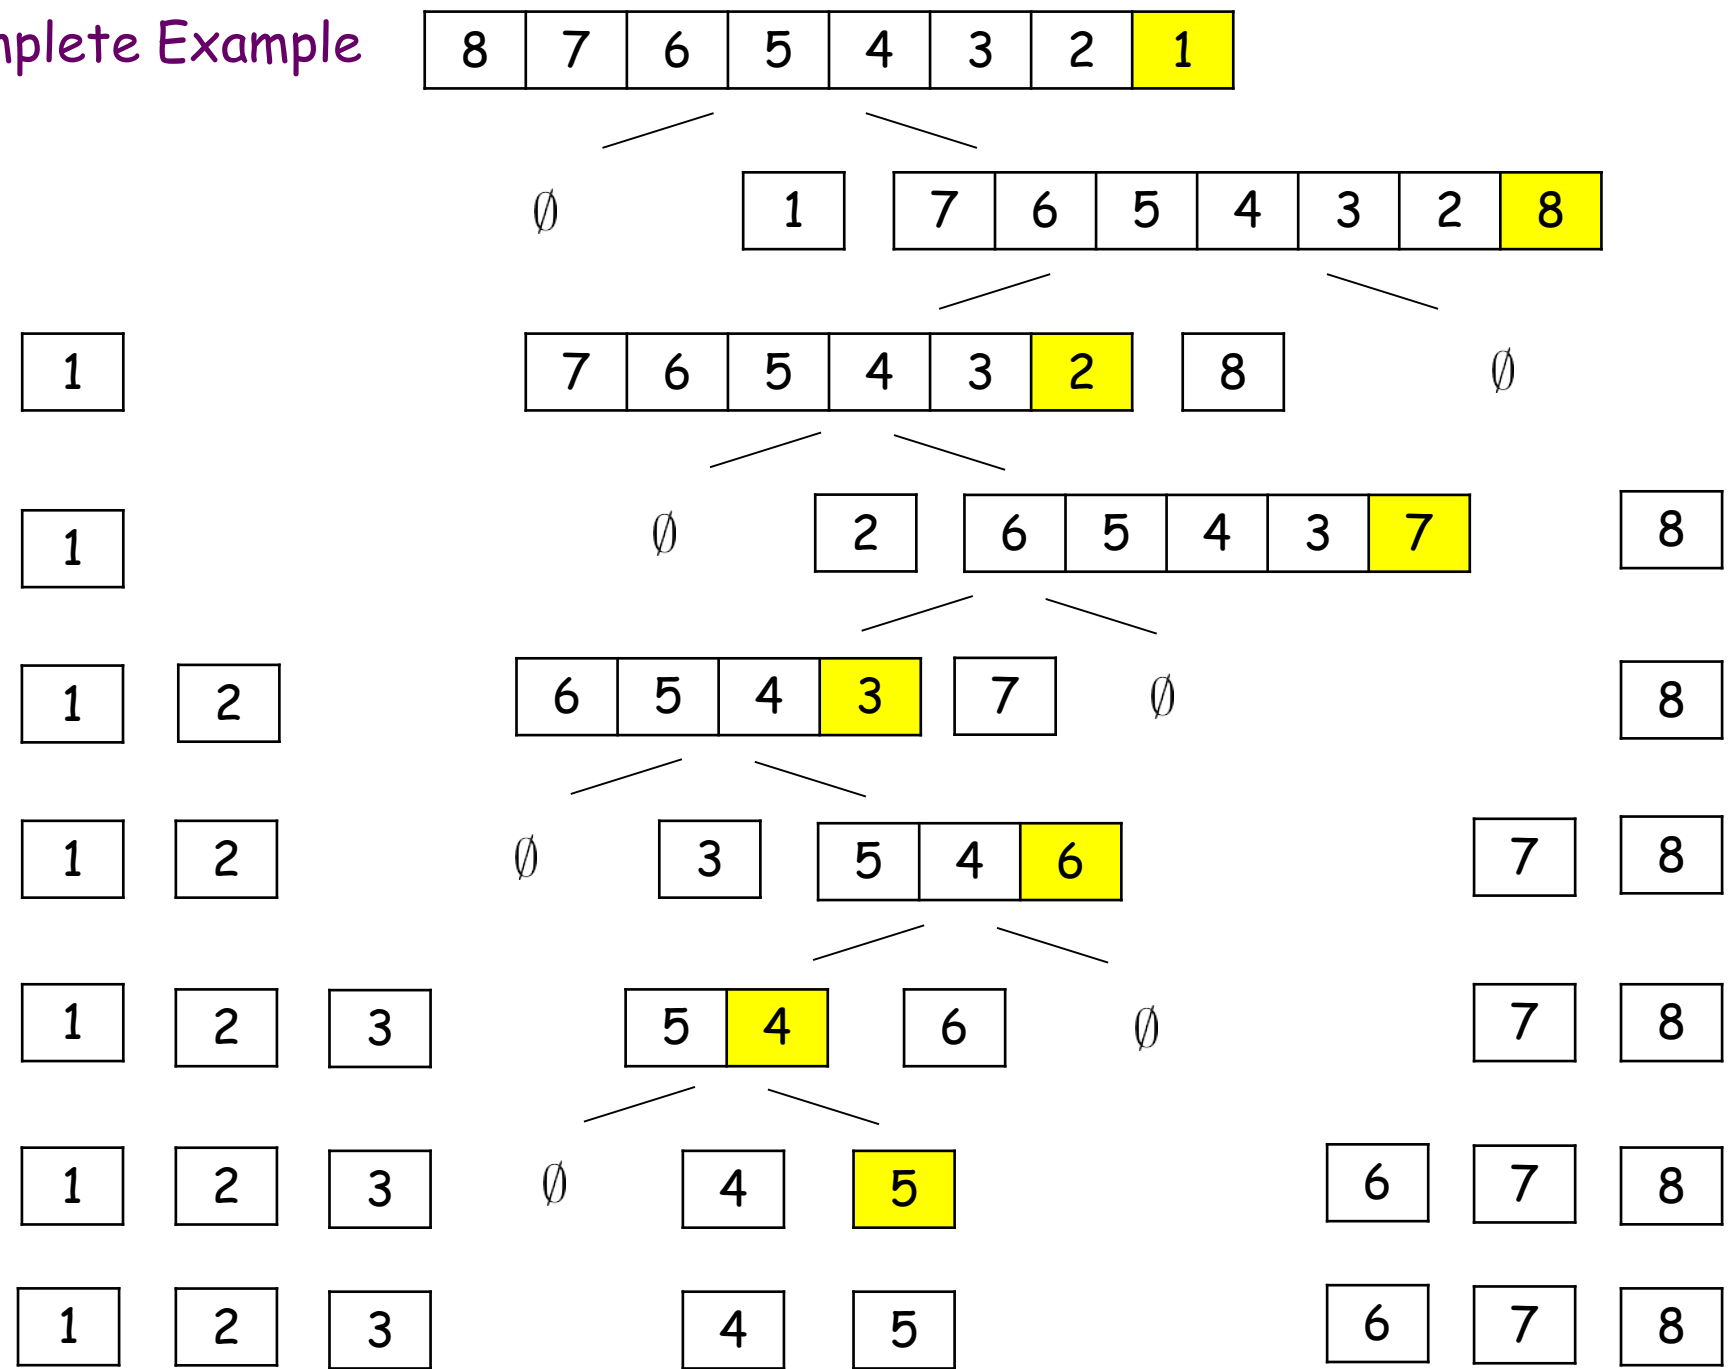 mplete Example
8 7 6 5 4 3 2 1
∅ 1 7 6 5 4 3 2 8
1 7 6 5 4 3 2 8 ∅
1 ∅ 2 6 5 4 3 7 8
1 2 6 5 4 3 7 ∅ 8
1 2 ∅ 3 5 4 6 7 8
1 2 3 5 4 6 ∅ 7 8
1 2 3 ∅ 4 5 6 7 8
1 2 3 4 5 6 7 8